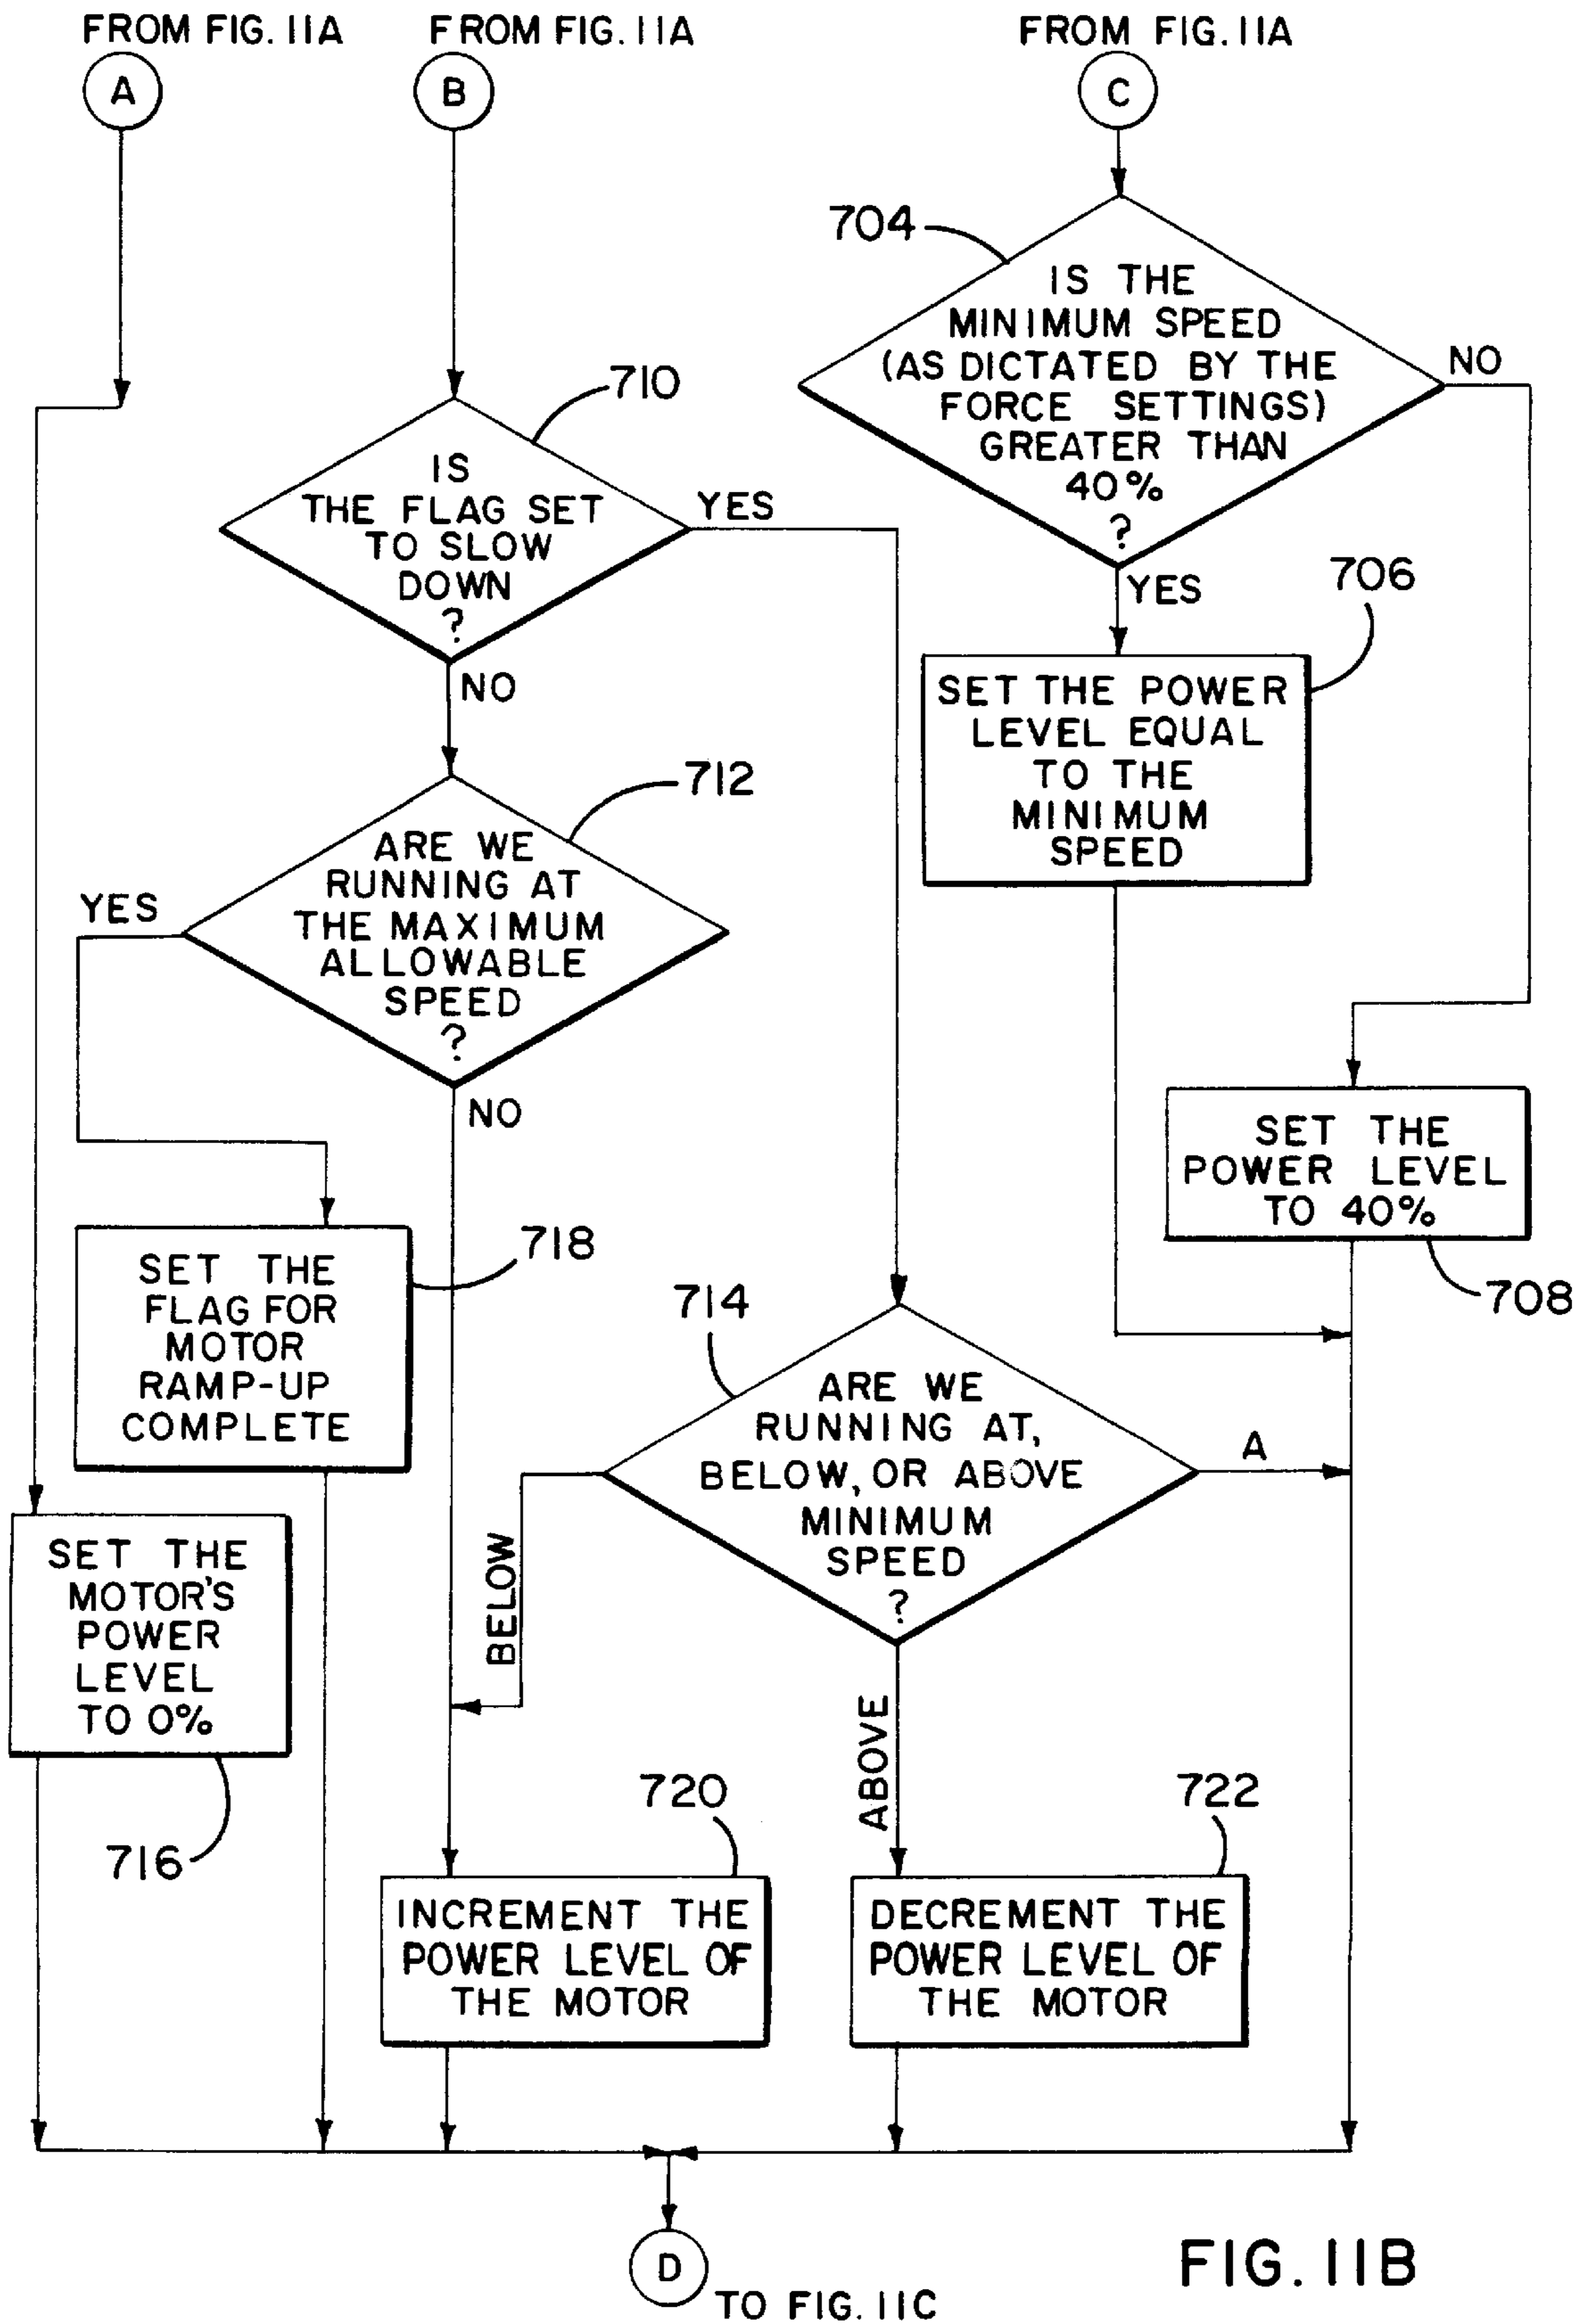 FROM FIG. 11A
A
FROM FIG. 11A
B
FROM FIG. 11A
C
704
IS THE
MINIMUM SPEED
(AS DICTATED BY THE
FORCE SETTINGS)
GREATER THAN
40%
?
NO
YES
706
SET THE POWER
LEVEL EQUAL
TO THE
MINIMUM
SPEED
710
IS
THE FLAG SET
TO SLOW
DOWN
?
YES
NO
712
ARE WE
RUNNING AT
THE MAXIMUM
ALLOWABLE
SPEED
?
YES
NO
SET THE
POWER LEVEL
TO 40%
708
718
SET THE
FLAG FOR
MOTOR
RAMP-UP
COMPLETE
714
ARE WE
RUNNING AT,
BELOW, OR ABOVE
MINIMUM
SPEED
?
A
BELOW
ABOVE
SET THE
MOTOR'S
POWER
LEVEL
TO 0%
716
720
INCREMENT THE
POWER LEVEL OF
THE MOTOR
722
DECREMENT THE
POWER LEVEL OF
THE MOTOR
D
TO FIG. 11C
FIG. 11B